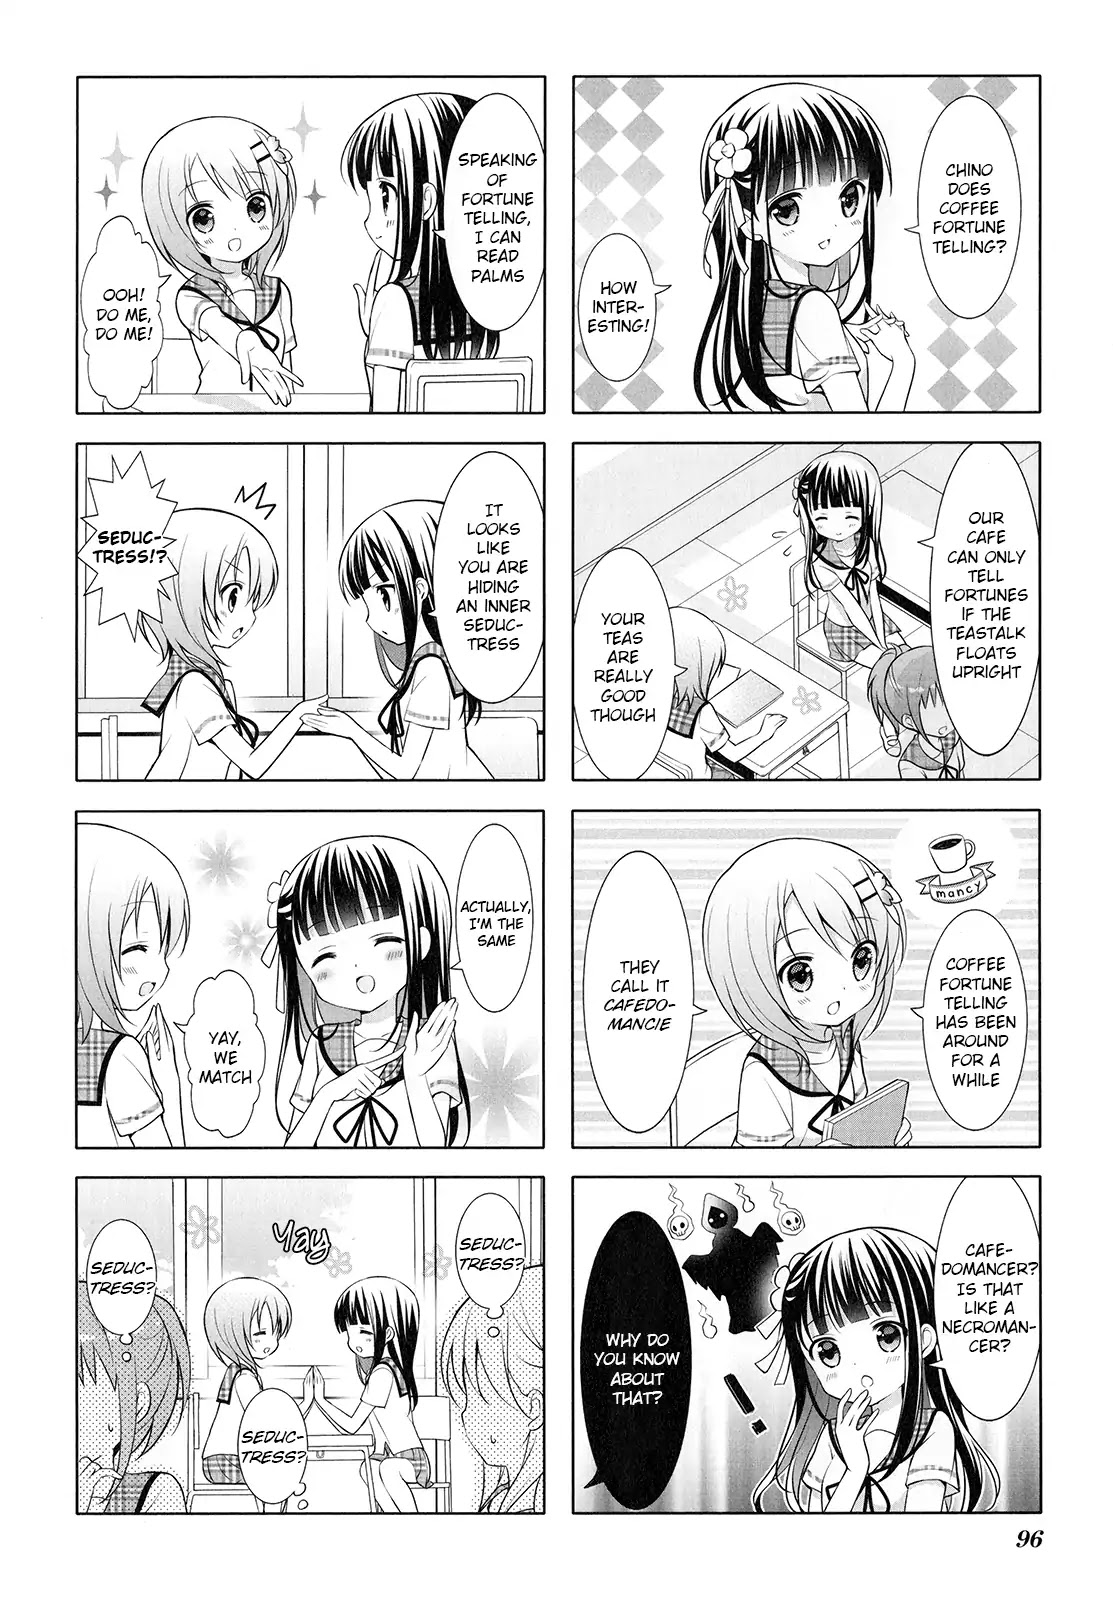 CHINO
DOES
COFFEE
FORTUNE
TELLING?
HOW
INTER-
ESTING!
OUR
CAFE
CAN ONLY
TELL
FORTUNES
IF THE
TEASTALK
FLOATS
UPRIGHT
YOUR
TEAS ARE
REALLY
GOOD
THOUGH
mancy
COFFEE
FORTUNE
TELLING
HAS BEEN
AROUND
FOR A
WHILE
THEY
CALL IT
CAFEDO-
MANCIE
CAFE-
DOMANCER?
IS THAT
LIKE A
NECROMAN-
CER?
!
WHY DO
YOU KNOW
ABOUT
THAT?
SPEAKING
OF
FORTUNE
TELLING,
I CAN
READ
PALMS
OOH!
DO ME,
DO ME!
IT
LOOKS
LIKE
YOU ARE
HIDING
AN INNER
SEDUC-
TRESS
SEDUC-
TRESS!?
ACTUALLY,
I'M THE
SAME
YAY,
WE
MATCH
SEDUC-
TRESS?
Yay
SEDUC-
TRESS?
SEDUC-
TRESS?
96